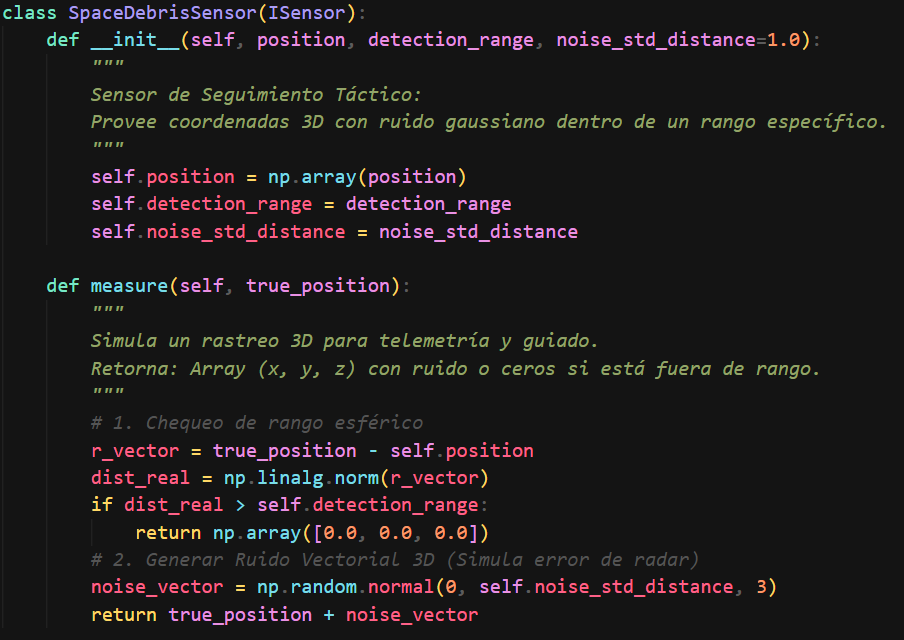 class SpaceDebrisSensor(ISensor):
    def __init__(self, position, detection_range, noise_std_distance=1.0):
        """
        Sensor de Seguimiento Táctico:
        Provee coordenadas 3D con ruido gaussiano dentro de un rango específico.
        """
        self.position = np.array(position)
        self.detection_range = detection_range
        self.noise_std_distance = noise_std_distance

    def measure(self, true_position):
        """
        Simula un rastreo 3D para telemetría y guiado.
        Retorna: Array (x, y, z) con ruido o ceros si está fuera de rango.
        """
        # 1. Chequeo de rango esférico
        r_vector = true_position - self.position
        dist_real = np.linalg.norm(r_vector)
        if dist_real > self.detection_range:
            return np.array([0.0, 0.0, 0.0])
        # 2. Generar Ruido Vectorial 3D (Simula error de radar)
        noise_vector = np.random.normal(0, self.noise_std_distance, 3)
        return true_position + noise_vector